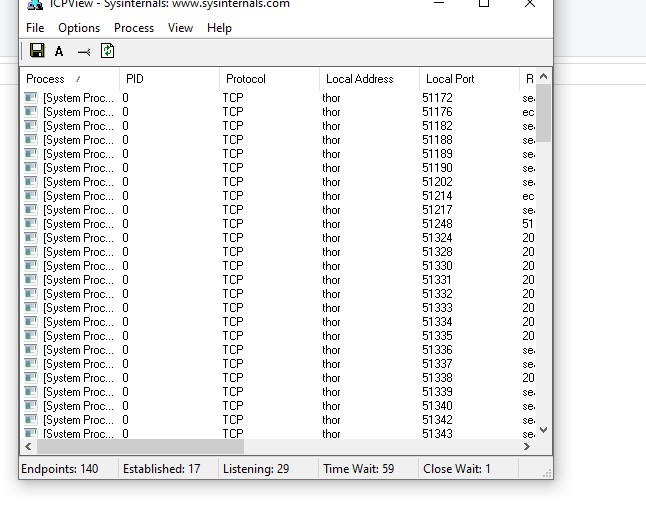 TCPView - Sysinternals: www.sysinternals.com
File Options Process View Help
A
Process / PID Protocol Local Address Local Port R
[System Proc... 0 TCP thor 51172 se
[System Proc... 0 TCP thor 51176 ec
[System Proc... 0 TCP thor 51182 se
[System Proc... 0 TCP thor 51188 se
[System Proc... 0 TCP thor 51189 se
[System Proc... 0 TCP thor 51190 se
[System Proc... 0 TCP thor 51202 se
[System Proc... 0 TCP thor 51214 ec
[System Proc... 0 TCP thor 51217 se
[System Proc... 0 TCP thor 51248 51
[System Proc... 0 TCP thor 51324 20
[System Proc... 0 TCP thor 51328 20
[System Proc... 0 TCP thor 51330 20
[System Proc... 0 TCP thor 51331 20
[System Proc... 0 TCP thor 51332 20
[System Proc... 0 TCP thor 51333 20
[System Proc... 0 TCP thor 51334 20
[System Proc... 0 TCP thor 51335 20
[System Proc... 0 TCP thor 51336 se
[System Proc... 0 TCP thor 51337 se
[System Proc... 0 TCP thor 51338 20
[System Proc... 0 TCP thor 51339 se
[System Proc... 0 TCP thor 51340 se
[System Proc... 0 TCP thor 51342 se
[System Proc... 0 TCP thor 51343 se
Endpoints: 140 Established: 17 Listening: 29 Time Wait: 59 Close Wait: 1